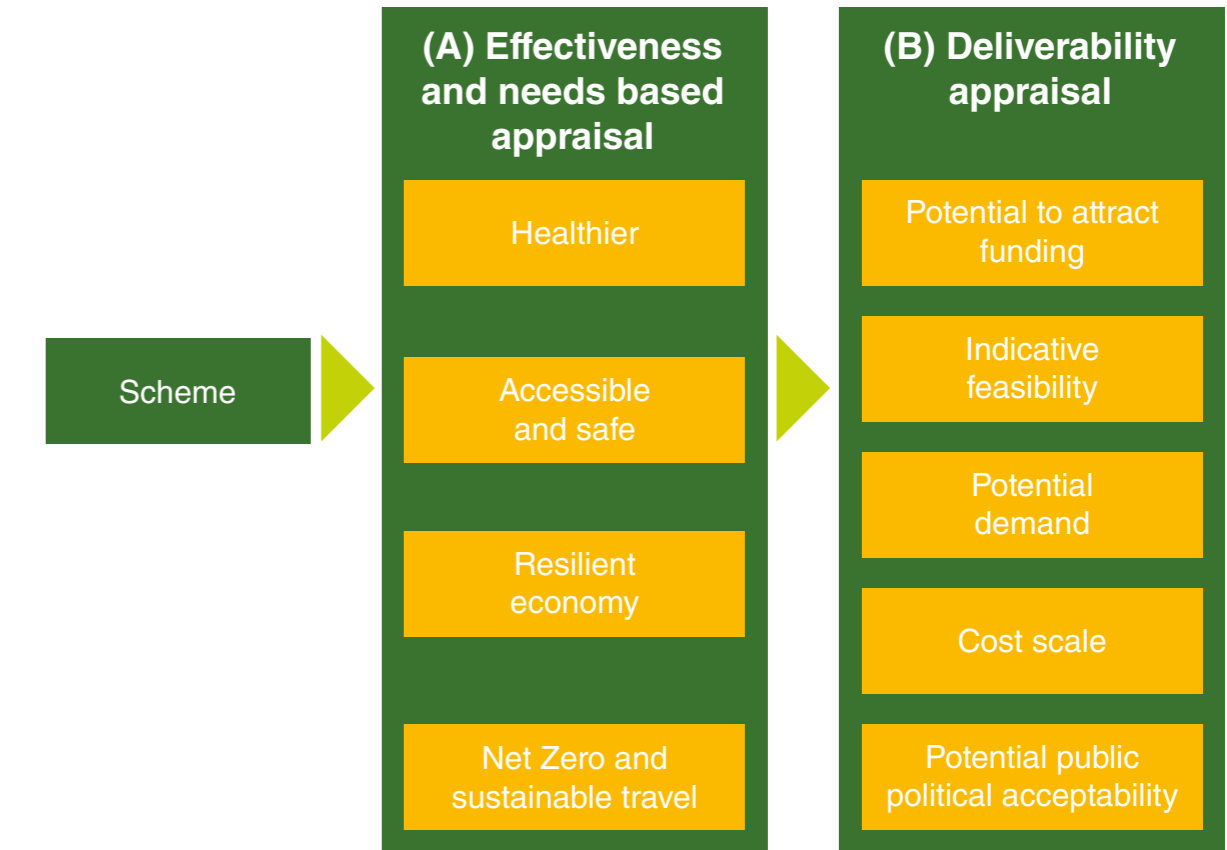 Scheme
(A) Effectiveness
and needs based
appraisal
Healthier
Accessible
and safe
Resilient
economy
Net Zero and
sustainable travel
(B) Deliverability
appraisal
Potential to attract
funding
Indicative
feasibility
Potential
demand
Cost scale
Potential public
political acceptability